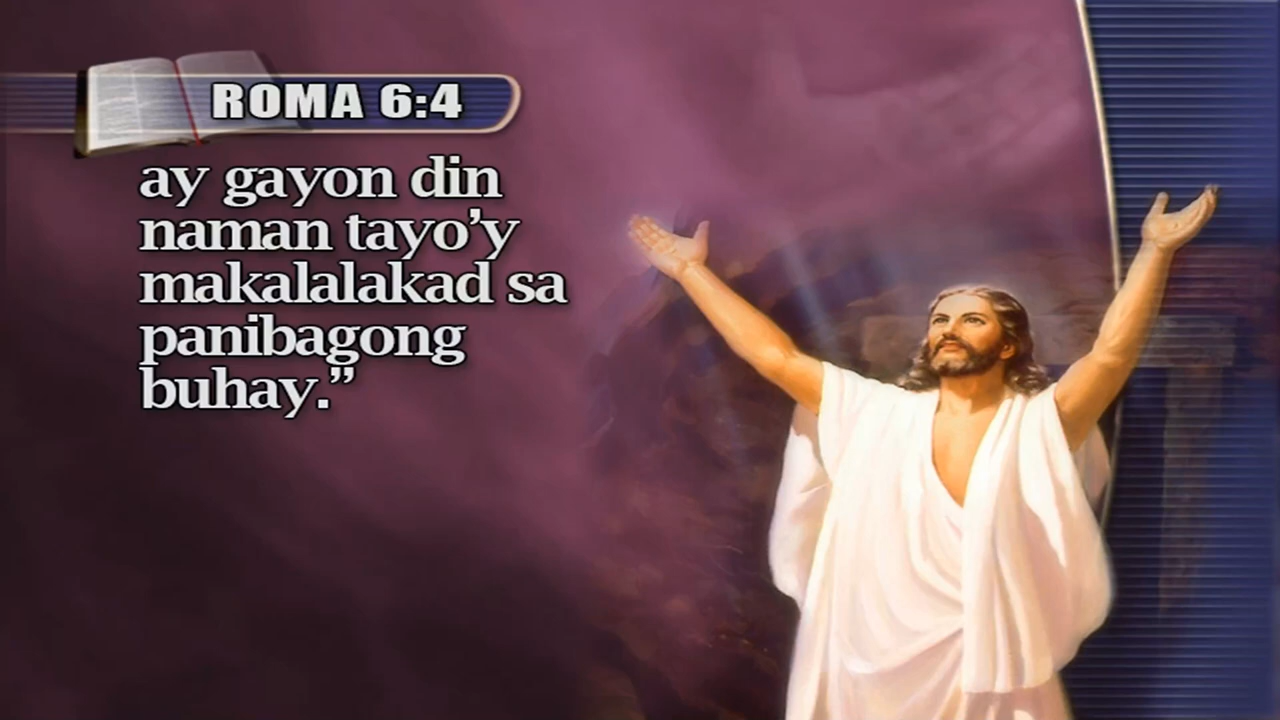 ROMA 6:4
ay gayon din
naman tayo’y
makalalakad sa
panibagong
buhay.”